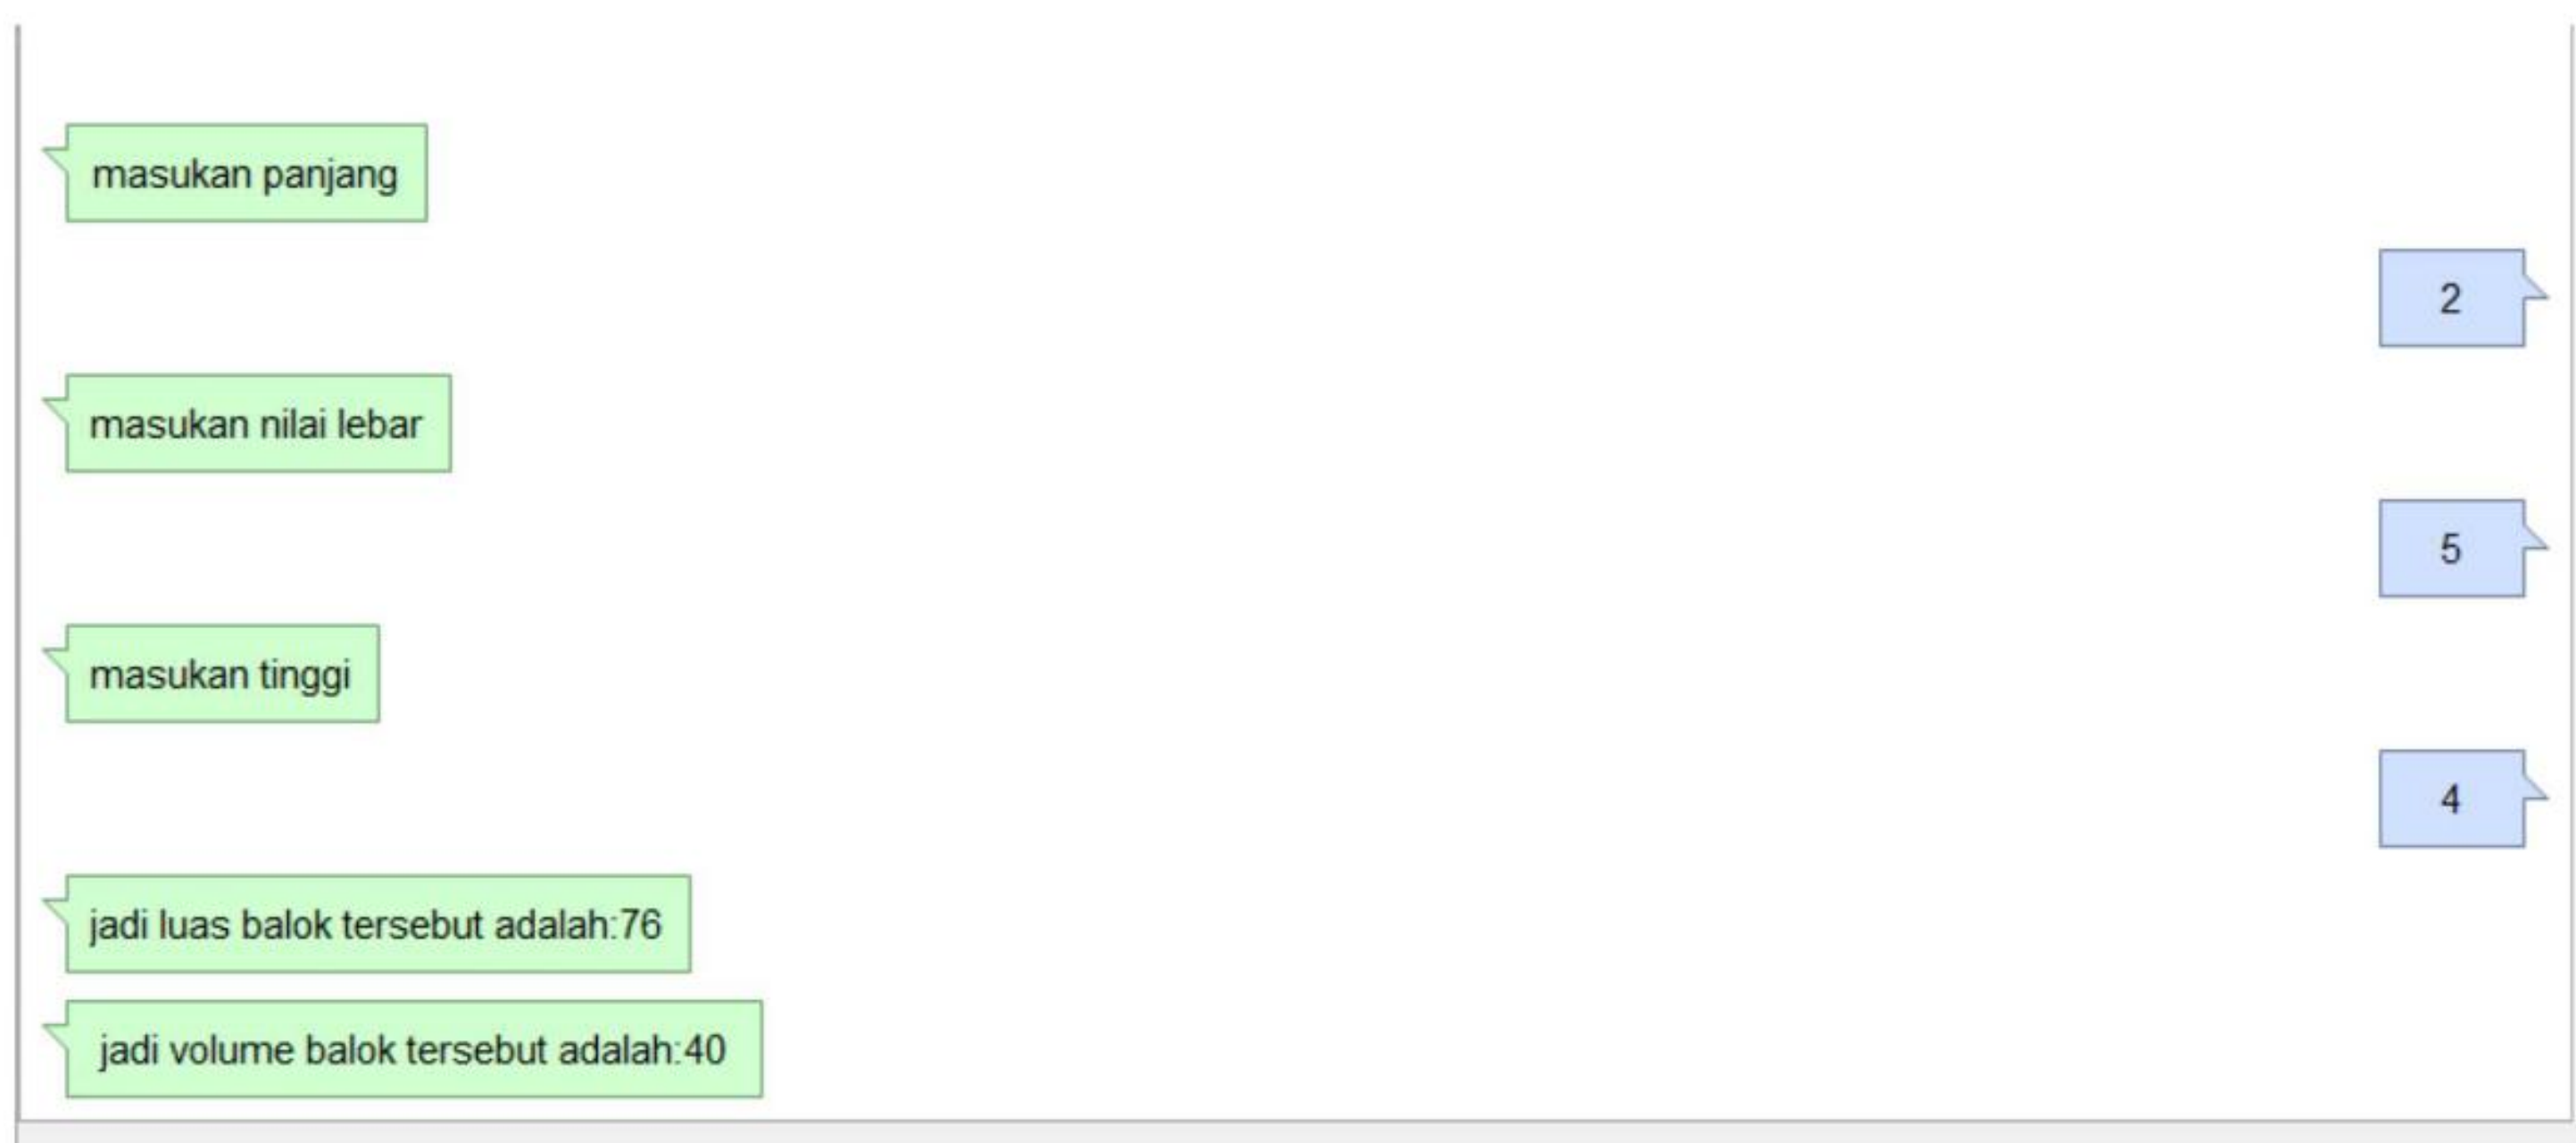 masukan panjang
2
masukan nilai lebar
5
masukan tinggi
4
jadi luas balok tersebut adalah:76
jadi volume balok tersebut adalah:40